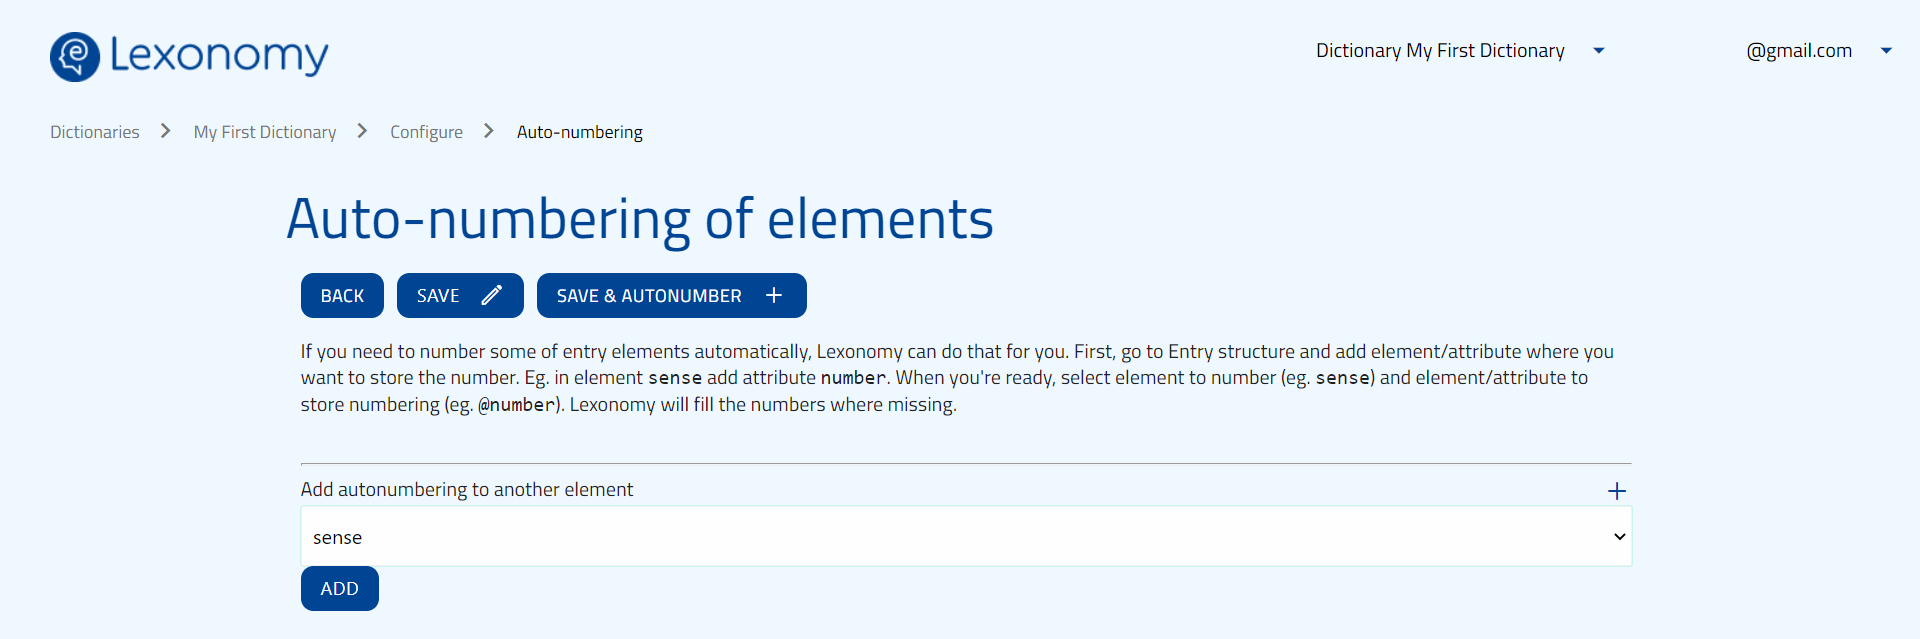 Lexonomy
Dictionary My First Dictionary
@gmail.com
Dictionaries > My First Dictionary > Configure > Auto-numbering
Auto-numbering of elements
BACK
SAVE
SAVE & AUTONUMBER +
If you need to number some of entry elements automatically, Lexonomy can do that for you. First, go to Entry structure and add element/attribute where you
want to store the number. Eg. in element sense add attribute number. When you're ready, select element to number (eg. sense) and element/attribute to
store numbering (eg. @number). Lexonomy will fill the numbers where missing.
Add autonumbering to another element +
sense
ADD